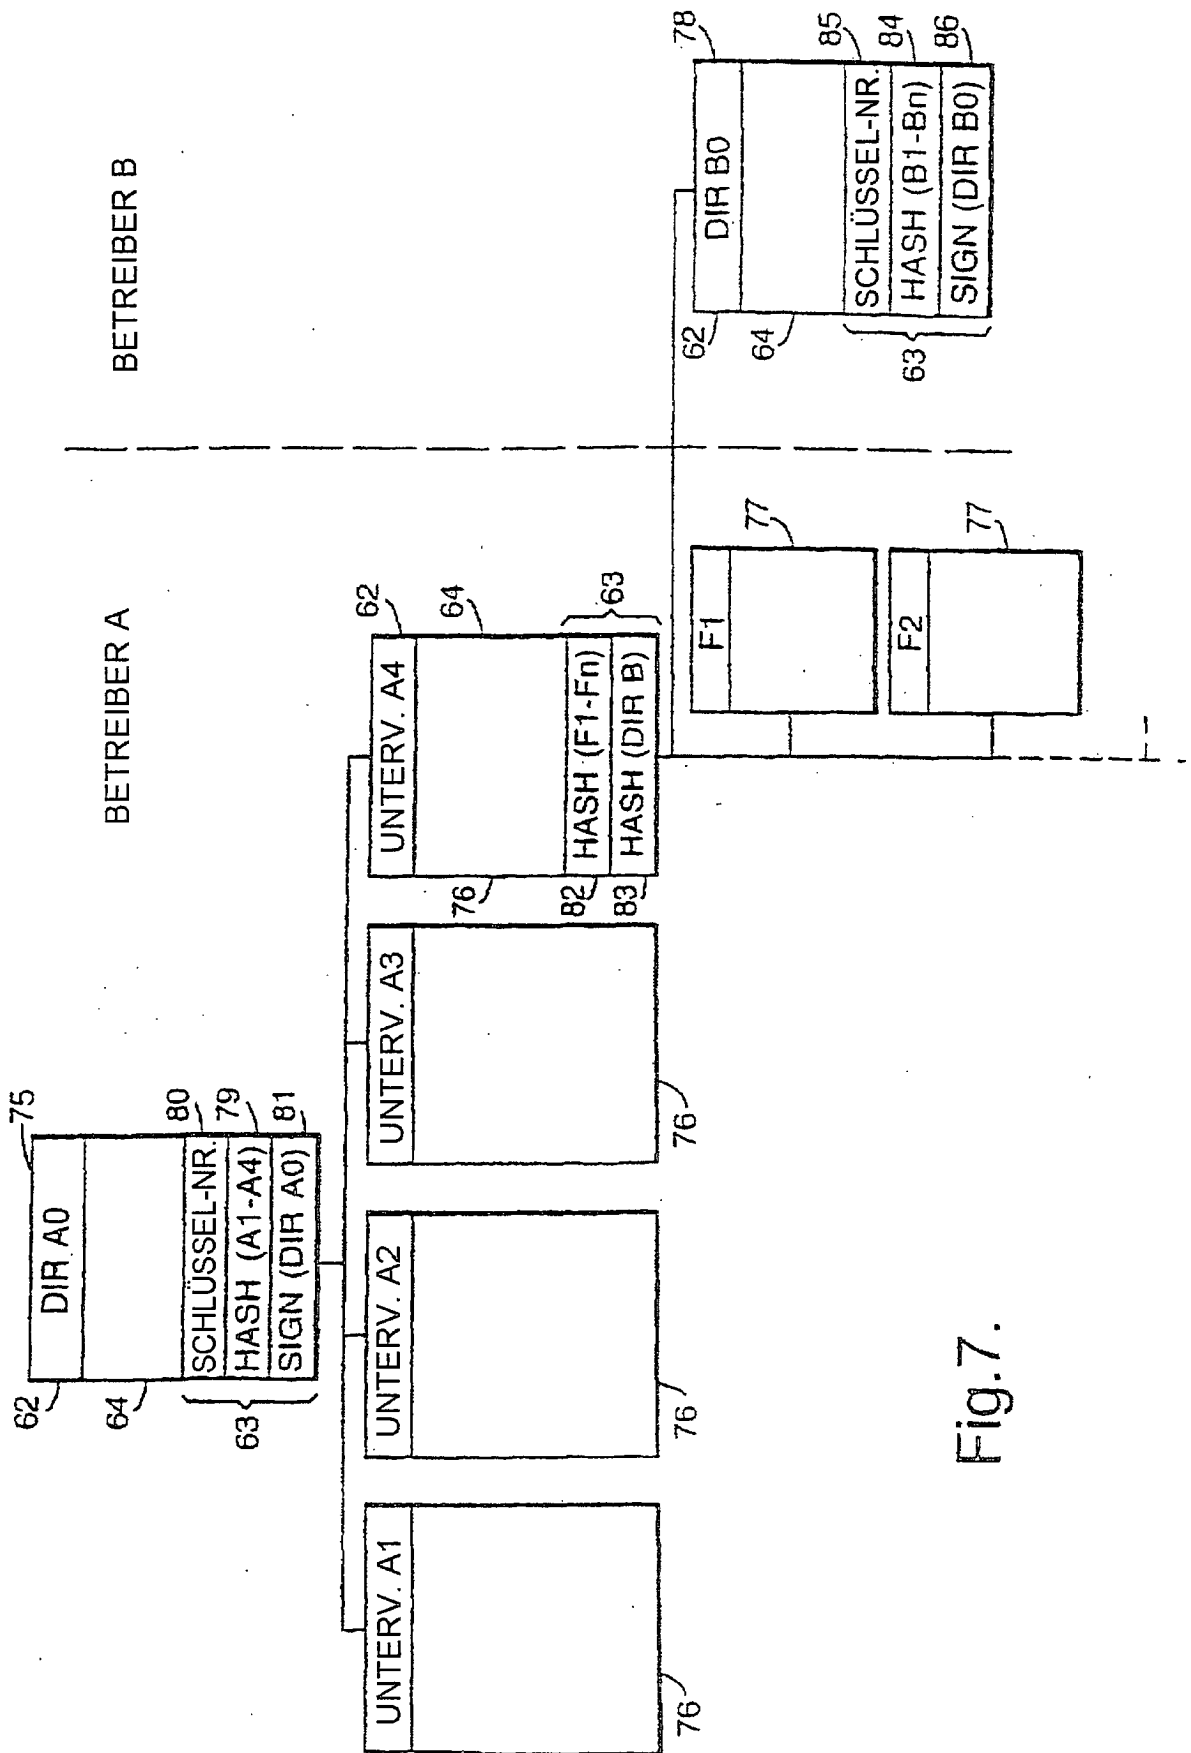 BETREIBER A
BETREIBER B
75
DIR A0
62
64
SCHLÜSSEL-NR.
80
HASH (A1-A4)
79
SIGN (DIR A0)
81
63
UNTERV. A1
76
UNTERV. A2
76
UNTERV. A3
76
UNTERV. A4
62
64
76
HASH (F1-Fn)
82
HASH (DIR B)
83
63
F1
77
F2
77
78
DIR B0
62
64
SCHLÜSSEL-NR.
85
HASH (B1-Bn)
84
SIGN (DIR B0)
86
63
Fig.7.